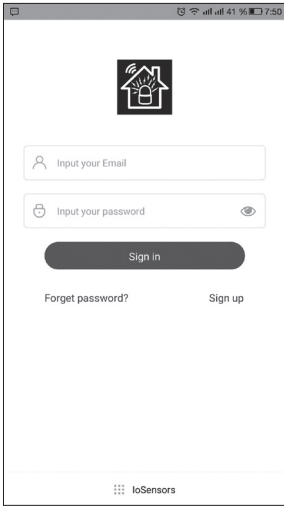 41 % 7:50
Input your Email
Input your password
Sign in
Forget password? Sign up
IoSensors